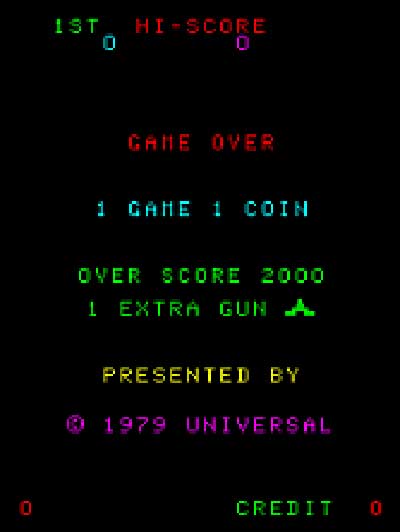 1ST HI-SCORE
0 0
GAME OVER
1 GAME 1 COIN
OVER SCORE 2000
1 EXTRA GUN
PRESENTED BY
® 1979 UNIVERSAL
0 CREDIT 0